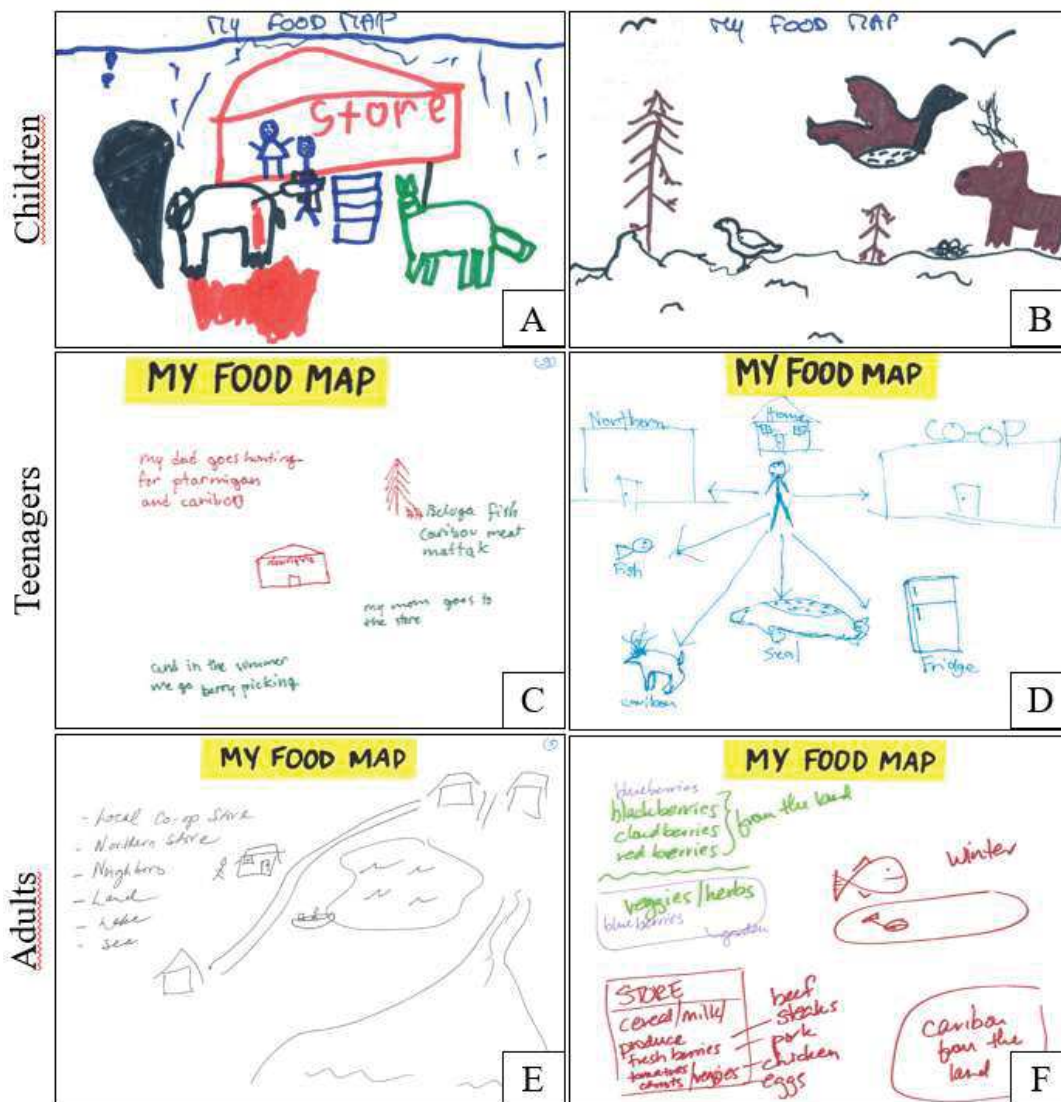 Children
MY FOOD MAP
Store
A
MY FOOD MAP
B
Teenagers
MY FOOD MAP
my dad goes hunting
for ptarmigan
and caribou
Beluga fish
caribou meat
mattak
my mom goes to
the store
and in the summer
we go berry picking
C
MY FOOD MAP
Northern
Home
CO-OP
Fish
caribou
Seal
Fridge
D
Adults
MY FOOD MAP
- Local Co-op Store
- Northern Store
- Neighbors
- Land
- Lake
- Sea
E
MY FOOD MAP
blueberries
blackberries
cloudberries
red berries
from the land
veggies/herbs
blueberries
garden
winter
STORE
cereal/milk/
produce
fresh berries
tomatoes
carrots/veggies
beef
steaks
pork
chicken
eggs
caribou
from the
land
F